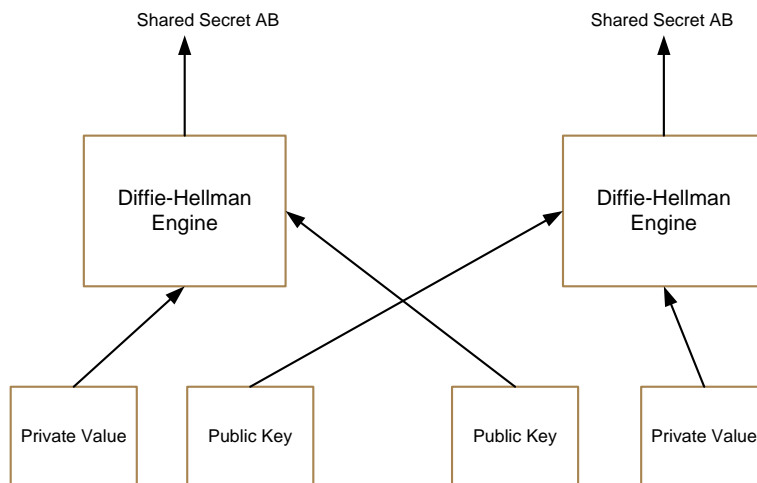 Shared Secret AB
Shared Secret AB
Diffie-Hellman
Engine
Diffie-Hellman
Engine
Private Value
Public Key
Public Key
Private Value